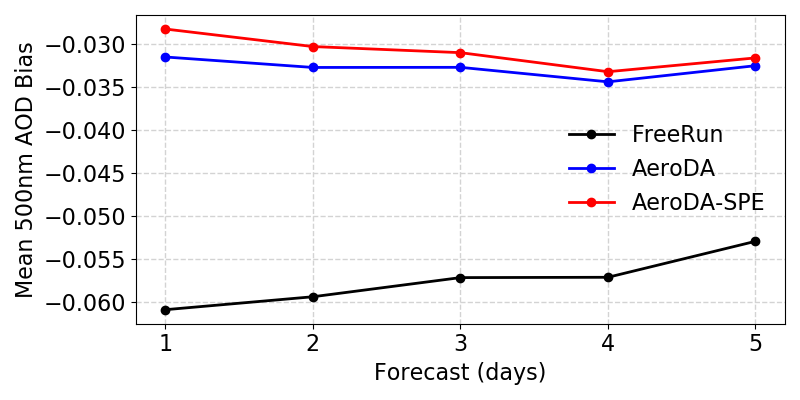 Mean 500nm AOD Bias
−0.030
−0.035
−0.040
−0.045
−0.050
−0.055
−0.060
FreeRun
AeroDA
AeroDA-SPE
1 2 3 4 5
Forecast (days)